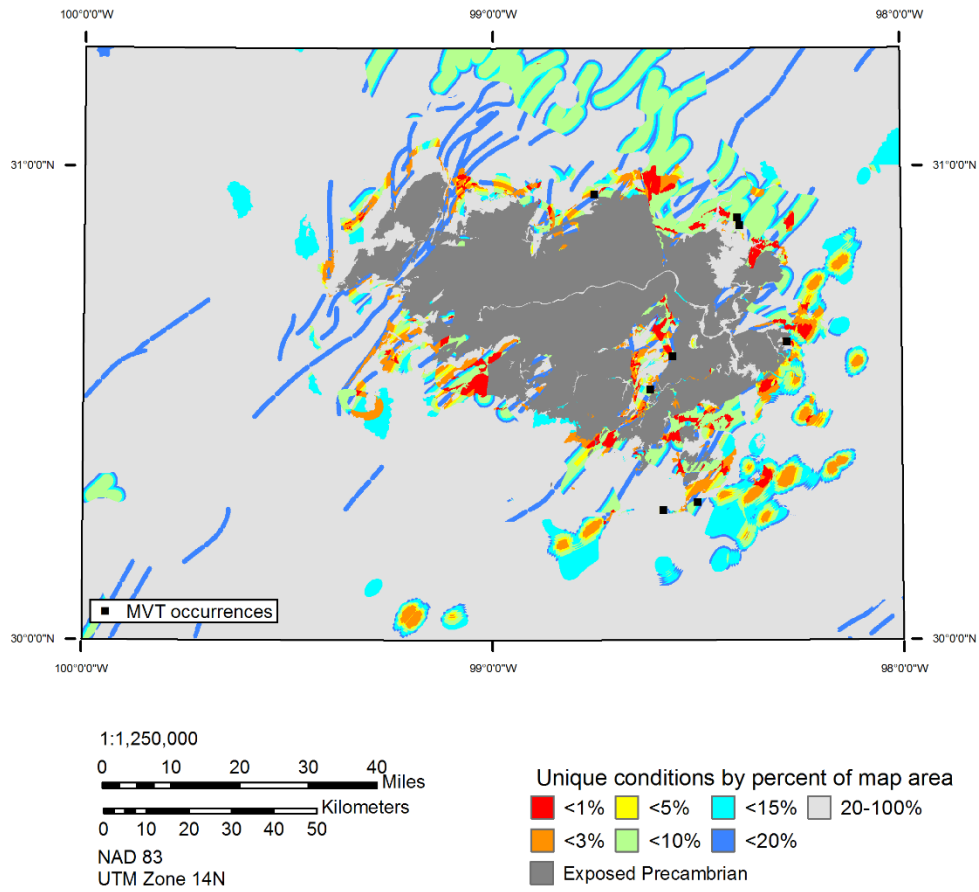 100°0'0"W 99°0'0"W 98°0'0"W
31°0'0"N 31°0'0"N
MVT occurrences
30°0'0"N 30°0'0"N
100°0'0"W 99°0'0"W 98°0'0"W
1:1,250,000
0 10 20 30 40
Miles
Kilometers
0 10 20 30 40 50
NAD 83
UTM Zone 14N
Unique conditions by percent of map area
<1% <5% <15% 20-100%
<3% <10% <20%
Exposed Precambrian